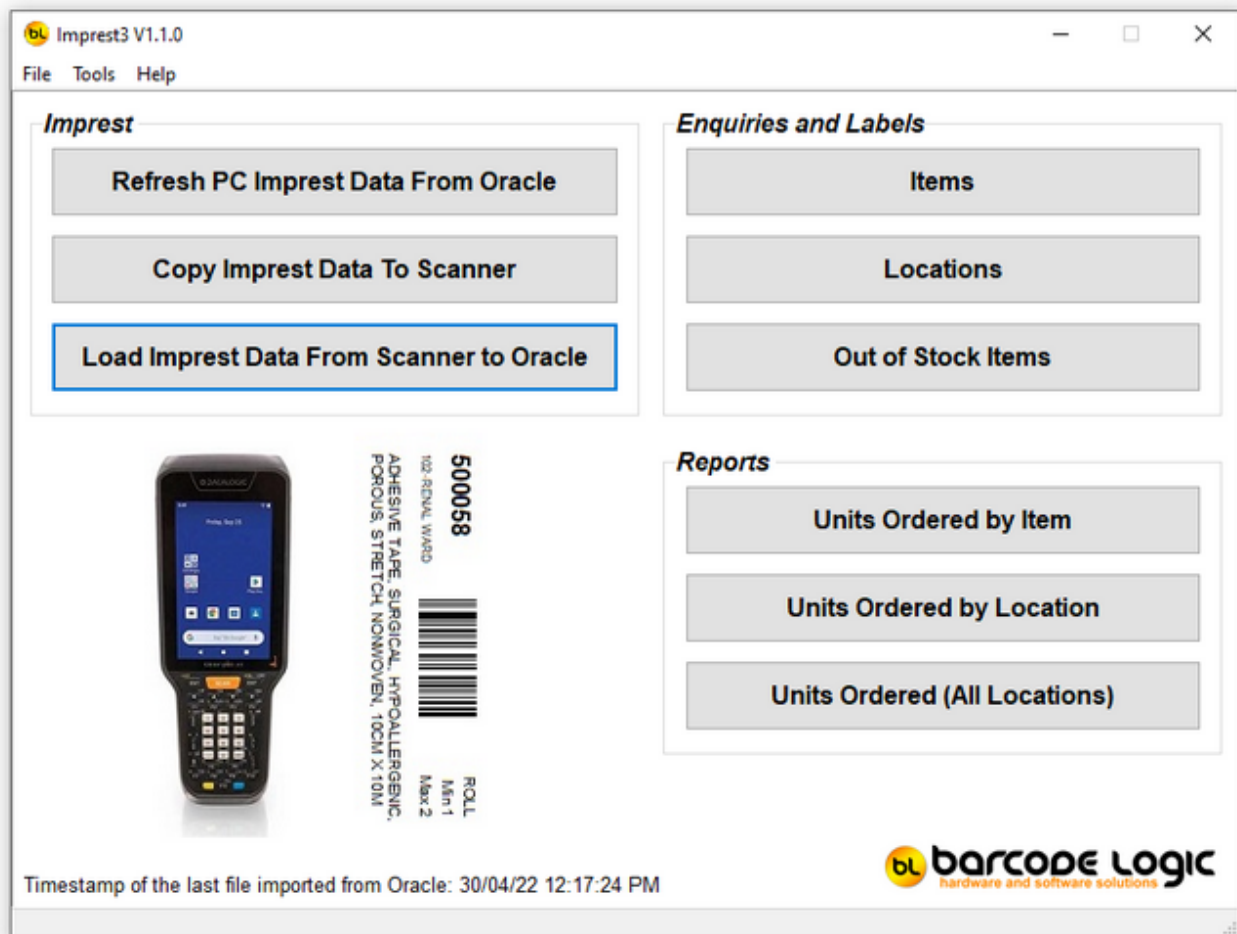 Imprest3 V1.1.0
File Tools Help
Imprest
Refresh PC Imprest Data From Oracle
Copy Imprest Data To Scanner
Load Imprest Data From Scanner to Oracle
Enquiries and Labels
Items
Locations
Out of Stock Items
Reports
Units Ordered by Item
Units Ordered by Location
Units Ordered (All Locations)
DATALOGIC
500058
102-RENAL WARD
ADHESIVE TAPE, SURGICAL, HYPOALLERGENIC,
POROUS, STRETCH, NONWOVEN, 10CM X 10M
ROLL
Min 1
Max 2
Timestamp of the last file imported from Oracle: 30/04/22 12:17:24 PM
bl barcode logic
hardware and software solutions